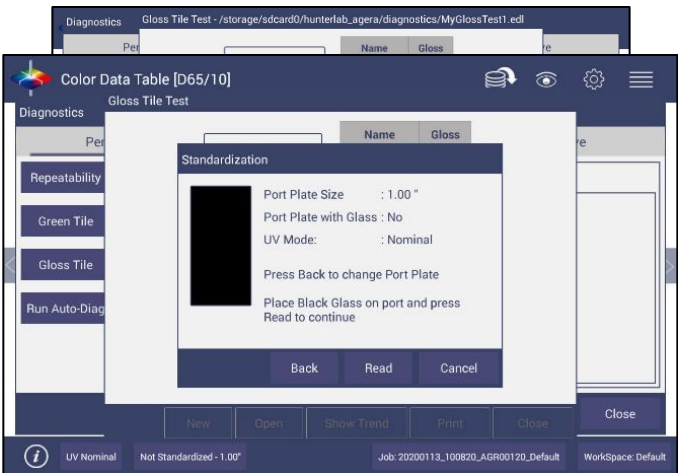 Diagnostics Gloss Tile Test - /storage/sdcard0/hunterlab_agera/diagnostics/MyGlossTest1.edl
Per Name Gloss re
Color Data Table [D65/10]
Gloss Tile Test
Diagnostics
Per Name Gloss ve
Standardization
Port Plate Size : 1.00 "
Port Plate with Glass : No
UV Mode: : Nominal
Press Back to change Port Plate
Place Black Glass on port and press
Read to continue
Back Read Cancel
Repeatability
Green Tile
Gloss Tile
Run Auto-Diag
New Open Show Trend Print Close
Close
i UV Nominal Not Standardized - 1.00" Job: 20200113_100820_AGR00120_Default WorkSpace: Default